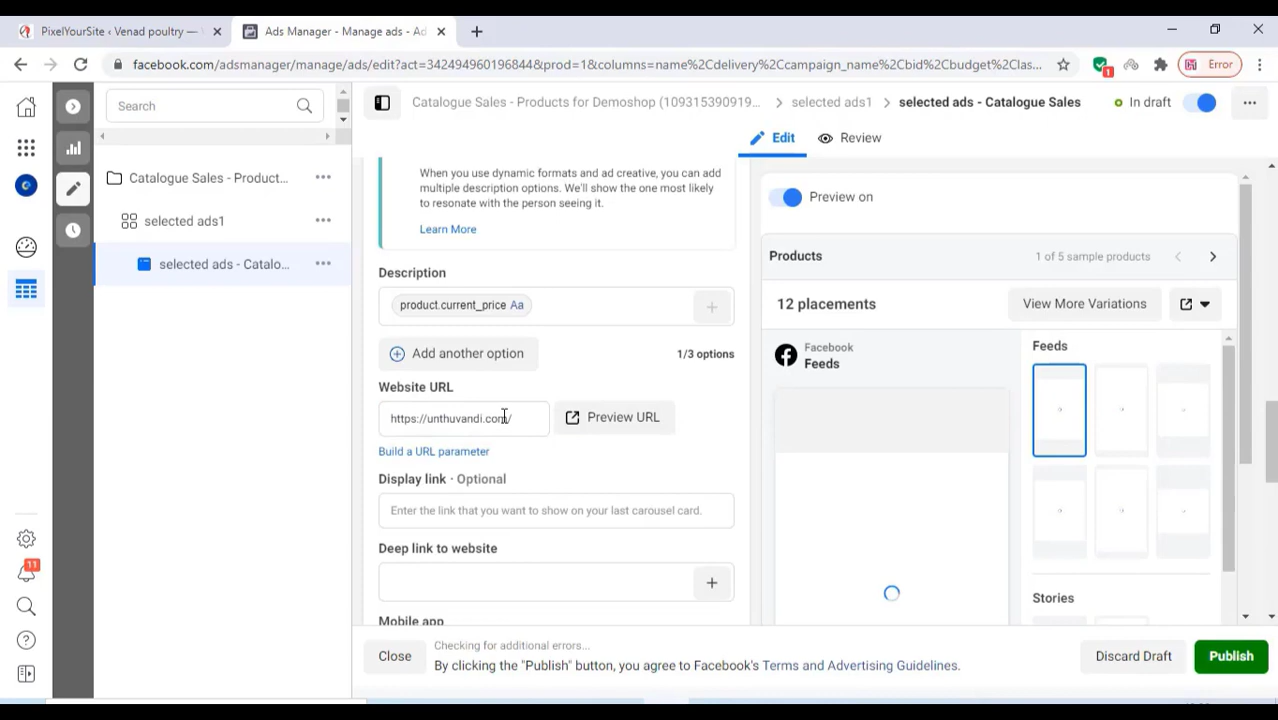 PixelYourSite ‹ Venad poultry —
Ads Manager - Manage ads - Ad
facebook.com/adsmanager/manage/ads/edit?act=342494960196844&prod=1&columns=name%2Cdelivery%2Ccampaign_name%2Cbid%2Cbudget%2Clas...
1
Error
Search
Catalogue Sales - Products for Demoshop (109315390919...
selected ads1
selected ads - Catalogue Sales
In draft
Edit
Review
Catalogue Sales - Product...
selected ads1
selected ads - Catalo...
When you use dynamic formats and ad creative, you can add
multiple description options. We'll show the one most likely
to resonate with the person seeing it.
Learn More
Description
product.current_price Aa
Add another option
1/3 options
Website URL
https://unthuvandi.com/
Preview URL
Build a URL parameter
Display link · Optional
Enter the link that you want to show on your last carousel card.
Deep link to website
Mobile app
Preview on
Products
1 of 5 sample products
12 placements
View More Variations
Facebook
Feeds
Feeds
Stories
11
Close
Checking for additional errors...
By clicking the "Publish" button, you agree to Facebook's Terms and Advertising Guidelines.
Discard Draft
Publish